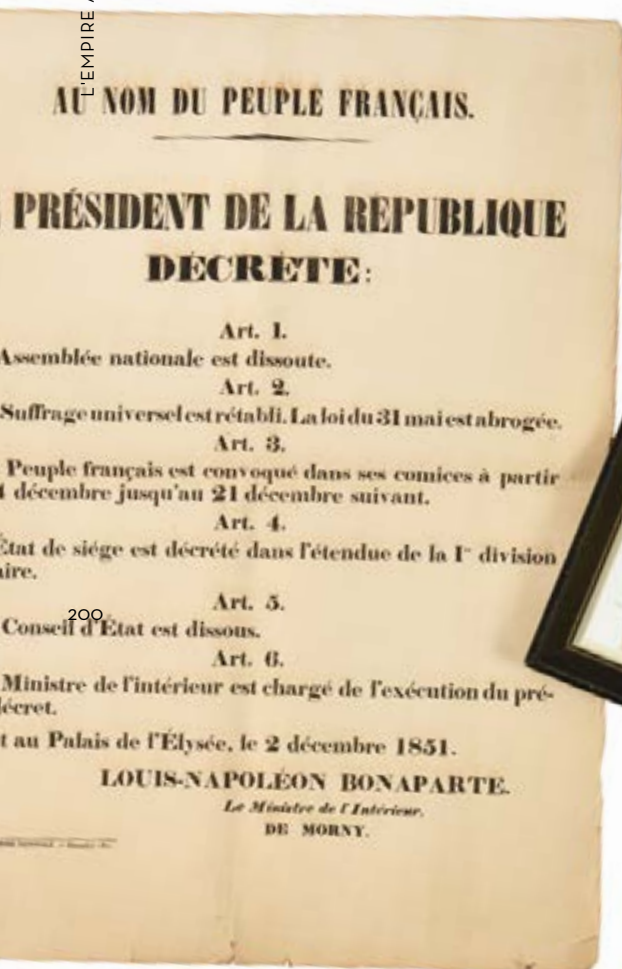 L'EMPIRE
AU NOM DU PEUPLE FRANÇAIS.
PRÉSIDENT DE LA RÉPUBLIQUE
DÉCRÈTE:
Art. 1.
Assemblée nationale est dissoute.
Art. 2.
Suffrage universel est rétabli. La loi du 31 mai est abrogée.
Art. 3.
Peuple français est convoqué dans ses comices à partir
décembre jusqu'au 21 décembre suivant.
Art. 4.
État de siége est décrété dans l'étendue de la Ire division
aire.
Art. 5.
200
Conseil d'État est dissous.
Art. 6.
Ministre de l'intérieur est chargé de l'exécution du pré-
décret.
t au Palais de l'Élysée, le 2 décembre 1851.
LOUIS-NAPOLÉON BONAPARTE.
Le Ministre de l'Intérieur,
DE MORNY.